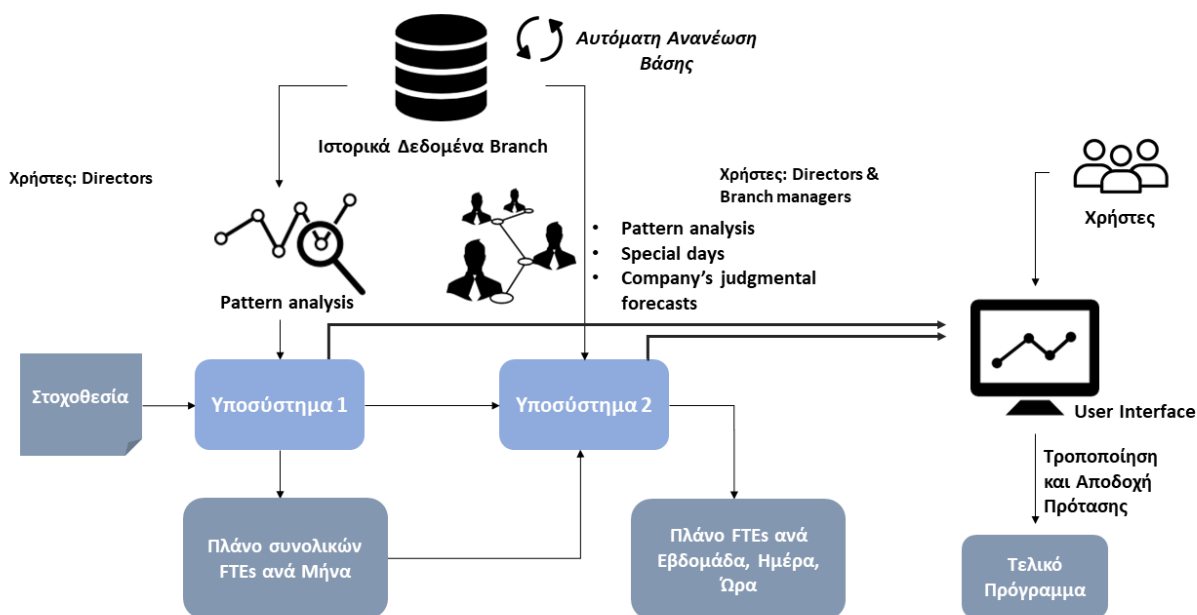 Αυτόματη Ανανέωση
Βάσης
Ιστορικά Δεδομένα Branch
Χρήστες: Directors
Χρήστες: Directors &
Branch managers
• Pattern analysis
• Special days
• Company's judgmental
forecasts
Χρήστες
Pattern analysis
Στοχοθεσία
Υποσύστημα 1
Υποσύστημα 2
User Interface
Τροποποίηση
και Αποδοχή
Πρότασης
Πλάνο συνολικών
FTEs ανά Μήνα
Πλάνο FTEs ανά
Εβδομάδα, Ημέρα,
Ώρα
Τελικό
Πρόγραμμα